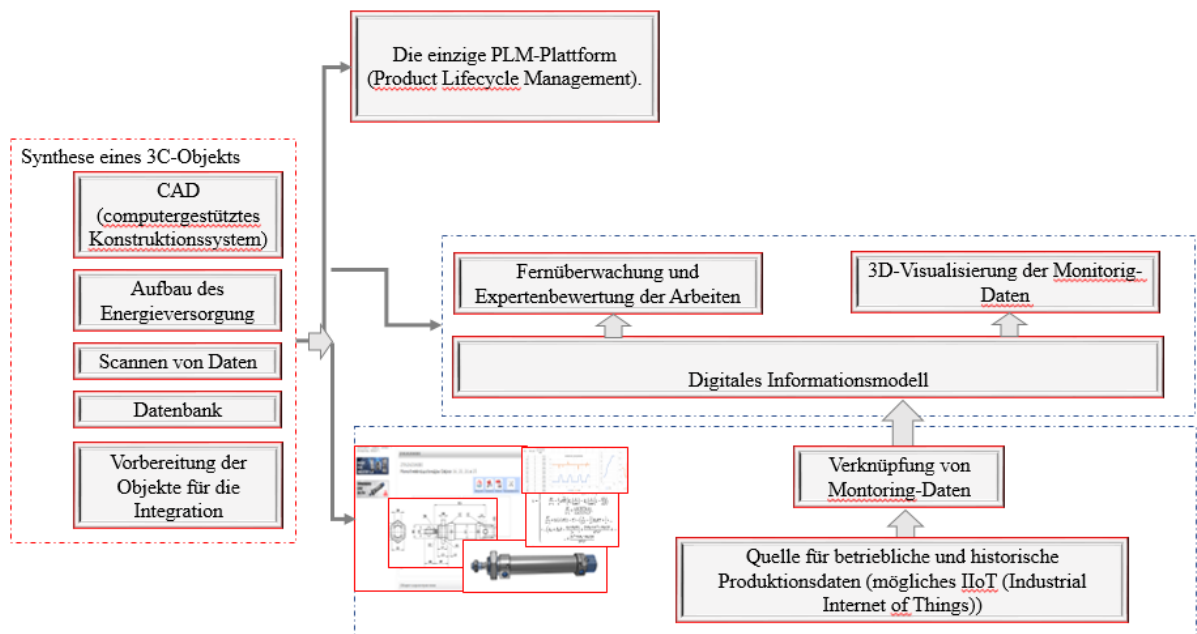 Die einzige PLM-Plattform
(Product Lifecycle Management).
Synthese eines 3C-Objekts
CAD
(computergestütztes
Konstruktionssystem)
Aufbau des
Energieversorgung
Scannen von Daten
Datenbank
Vorbereitung der
Objekte für die
Integration
Fernüberwachung und
Expertenbewertung der Arbeiten
3D-Visualisierung der Monitorig-
Daten
Digitales Informationsmodell
Verknüpfung von
Montoring-Daten
Quelle für betriebliche und historische
Produktionsdaten (mögliches IIoT (Industrial
Internet of Things))